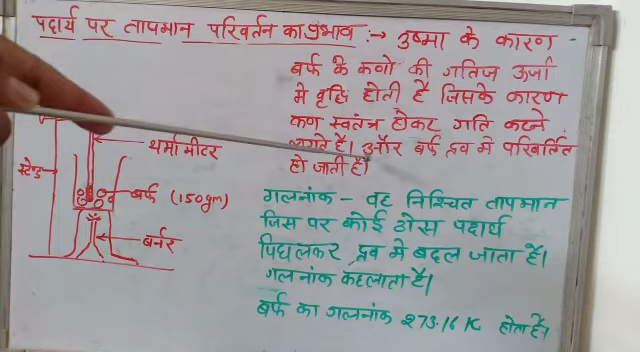 पदार्थ पर तापमान परिवर्तन का प्रभाव :→ ऊष्मा के कारण
बर्फ के कणो की गतिज ऊर्जा
मे वृद्धि होती है जिसके कारण
कण स्वतंत्र होकर गति करने
लगते है। और बर्फ द्रव मे परिवर्तित
हो जाती है।
थर्मामीटर
स्टैण्ड
बर्फ (150gm)
बर्नर
गलनांक - वह निश्चित तापमान
जिस पर कोई ठोस पदार्थ
पिघलकर द्रव मे बदल जाता है।
गलनांक कहलाता है।
बर्फ का गलनांक 273.16 K होता है।